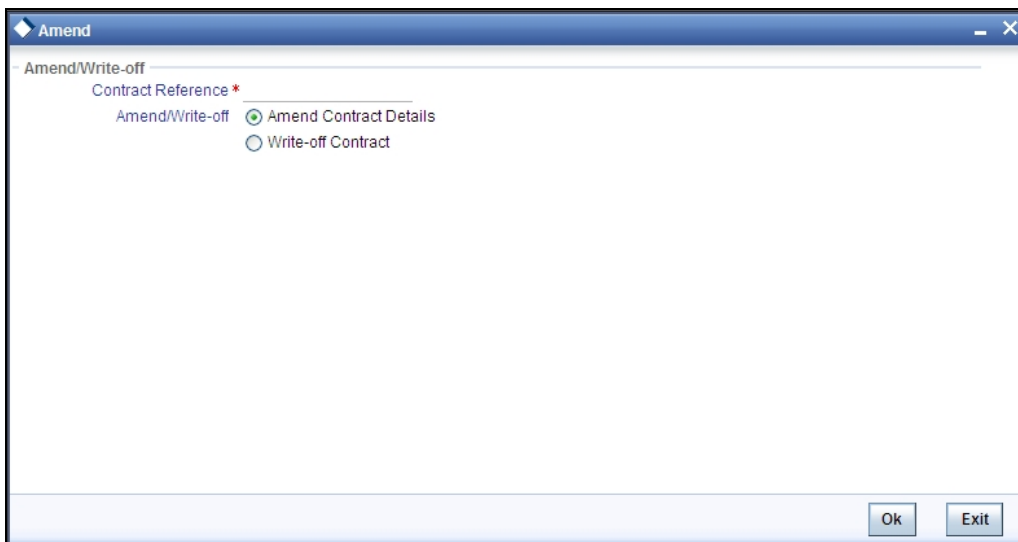 Amend
Amend/Write-off
Contract Reference *
Amend/Write-off Amend Contract Details
Write-off Contract
Ok Exit